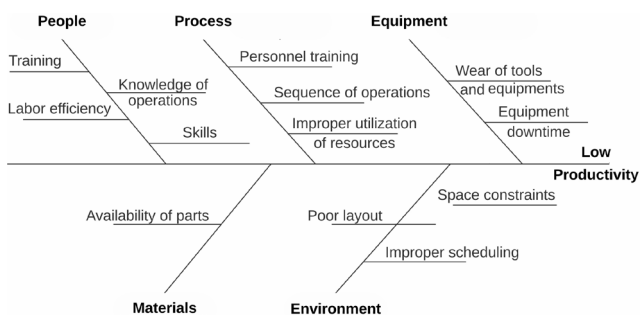 People
Process
Equipment
Training
Knowledge of
operations
Labor efficiency
Skills
Personnel training
Sequence of operations
Improper utilization
of resources
Wear of tools
and equipments
Equipment
downtime
Low
Productivity
Availability of parts
Poor layout
Space constraints
Improper scheduling
Materials
Environment